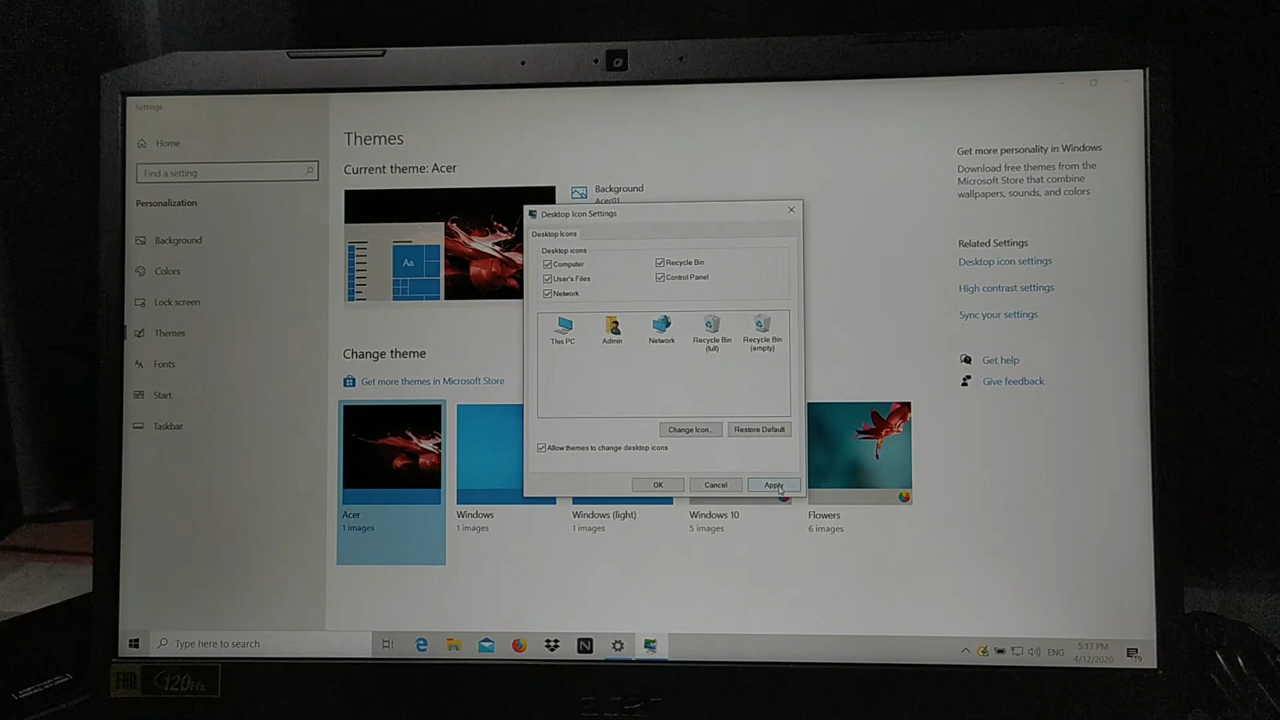 Settings
Home
Find a setting
Personalization
Background
Colors
Lock screen
Themes
Fonts
Start
Taskbar
Themes
Current theme: Acer
Aa
Background
Acer01
Change theme
Get more themes in Microsoft Store
Acer
1 images
Windows
1 images
Windows (light)
1 images
Windows 10
5 images
Flowers
6 images
Desktop Icon Settings
Desktop Icons
Desktop icons
Computer
Recycle Bin
User's Files
Control Panel
Network
This PC
Admin
Network
Recycle Bin
(full)
Recycle Bin
(empty)
Change Icon...
Restore Default
Allow themes to change desktop icons
OK
Cancel
Apply
Get more personality in Windows
Download free themes from the
Microsoft Store that combine
wallpapers, sounds, and colors
Related Settings
Desktop icon settings
High contrast settings
Sync your settings
Get help
Give feedback
Type here to search
N
ENG
5:17 PM
4/12/2020
19
FHD
120Hz
acer